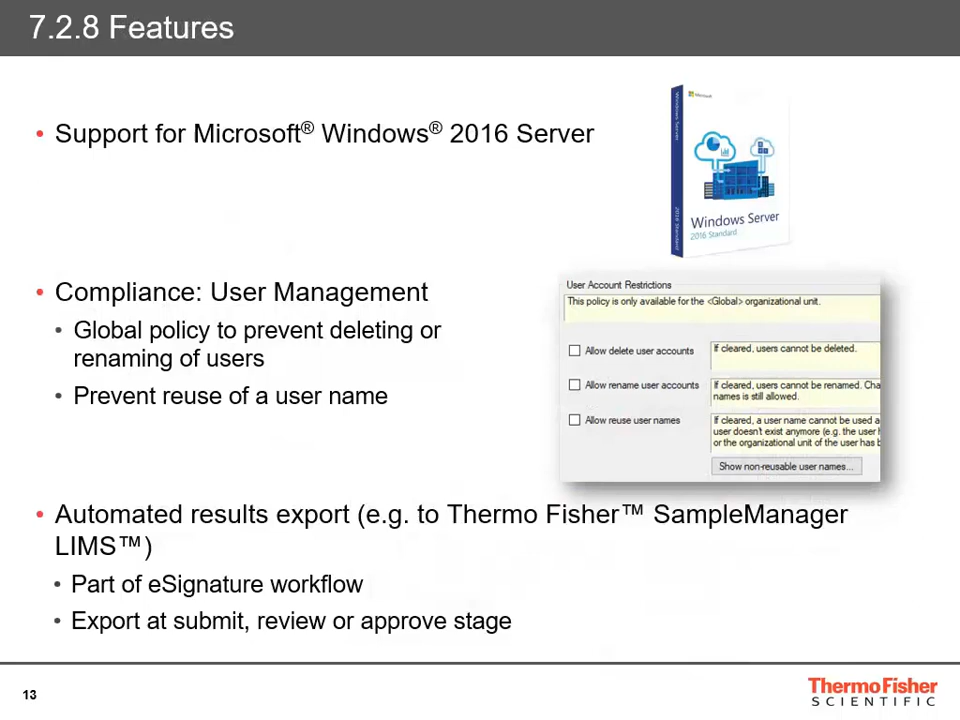 7.2.8 Features
• Support for Microsoft® Windows® 2016 Server
Microsoft
Windows Server
2016 Standard
Windows Server
2016 Standard
• Compliance: User Management
• Global policy to prevent deleting or
renaming of users
• Prevent reuse of a user name
User Account Restrictions
This policy is only available for the <Global> organizational unit.
Allow delete user accounts
If cleared, users cannot be deleted.
Allow rename user accounts
If cleared, users cannot be renamed. Cha
names is still allowed.
Allow reuse user names
If cleared, a user name cannot be used a
user doesn't exist anymore (e.g. the user h
or the organizational unit of the user has b
Show non-reusable user names...
• Automated results export (e.g. to Thermo Fisher™ SampleManager
LIMS™)
• Part of eSignature workflow
• Export at submit, review or approve stage
13
ThermoFisher
SCIENTIFIC